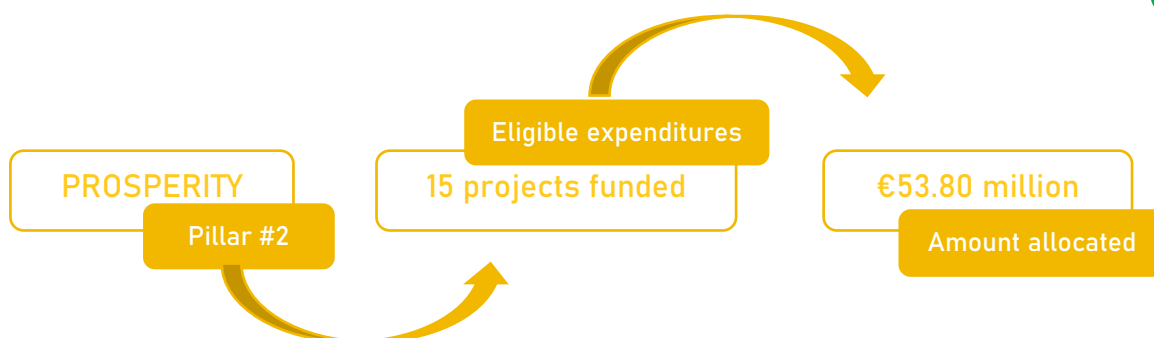 PROSPERITY
Pillar #2
Eligible expenditures
15 projects funded
€53.80 million
Amount allocated